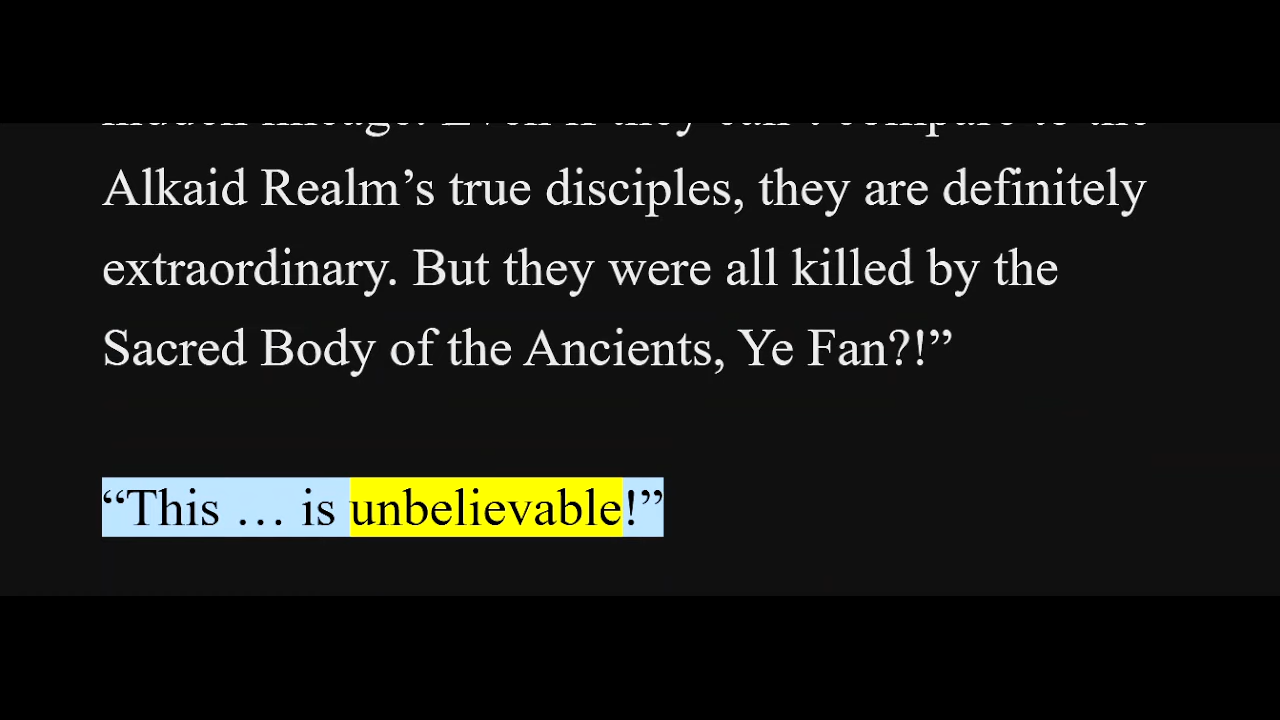 Alkaid Realm’s true disciples, they are definitely
extraordinary. But they were all killed by the
Sacred Body of the Ancients, Ye Fan?!”
“This … is unbelievable!”